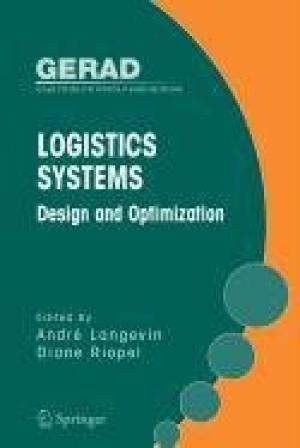 GERAD
LOGISTICS
SYSTEMS
Design and Optimization
Edited By
André Langevin
Diane Riopel
Springer